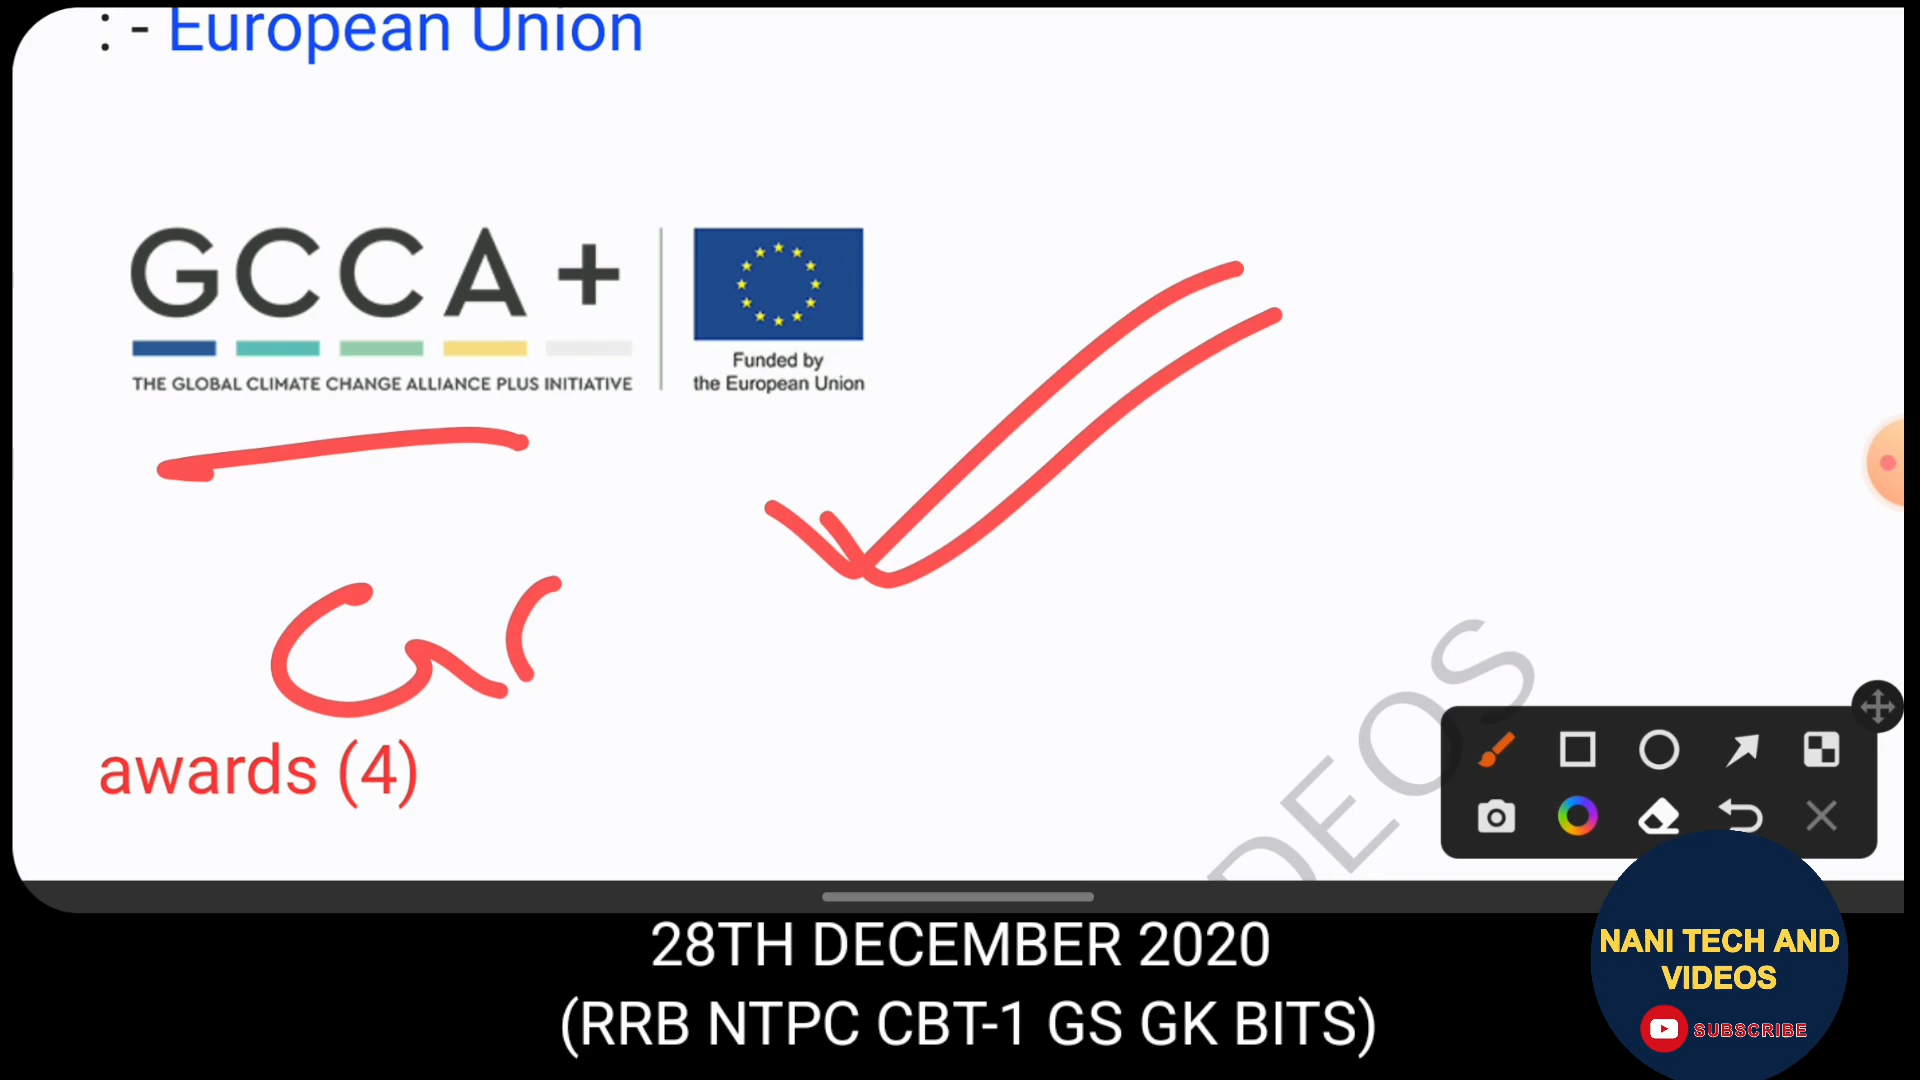 : - European Union
GCCA+
THE GLOBAL CLIMATE CHANGE ALLIANCE PLUS INITIATIVE
Funded by
the European Union
awards (4)
DEOS
28TH DECEMBER 2020
(RRB NTPC CBT-1 GS GK BITS)
NANI TECH AND
VIDEOS
SUBSCRIBE